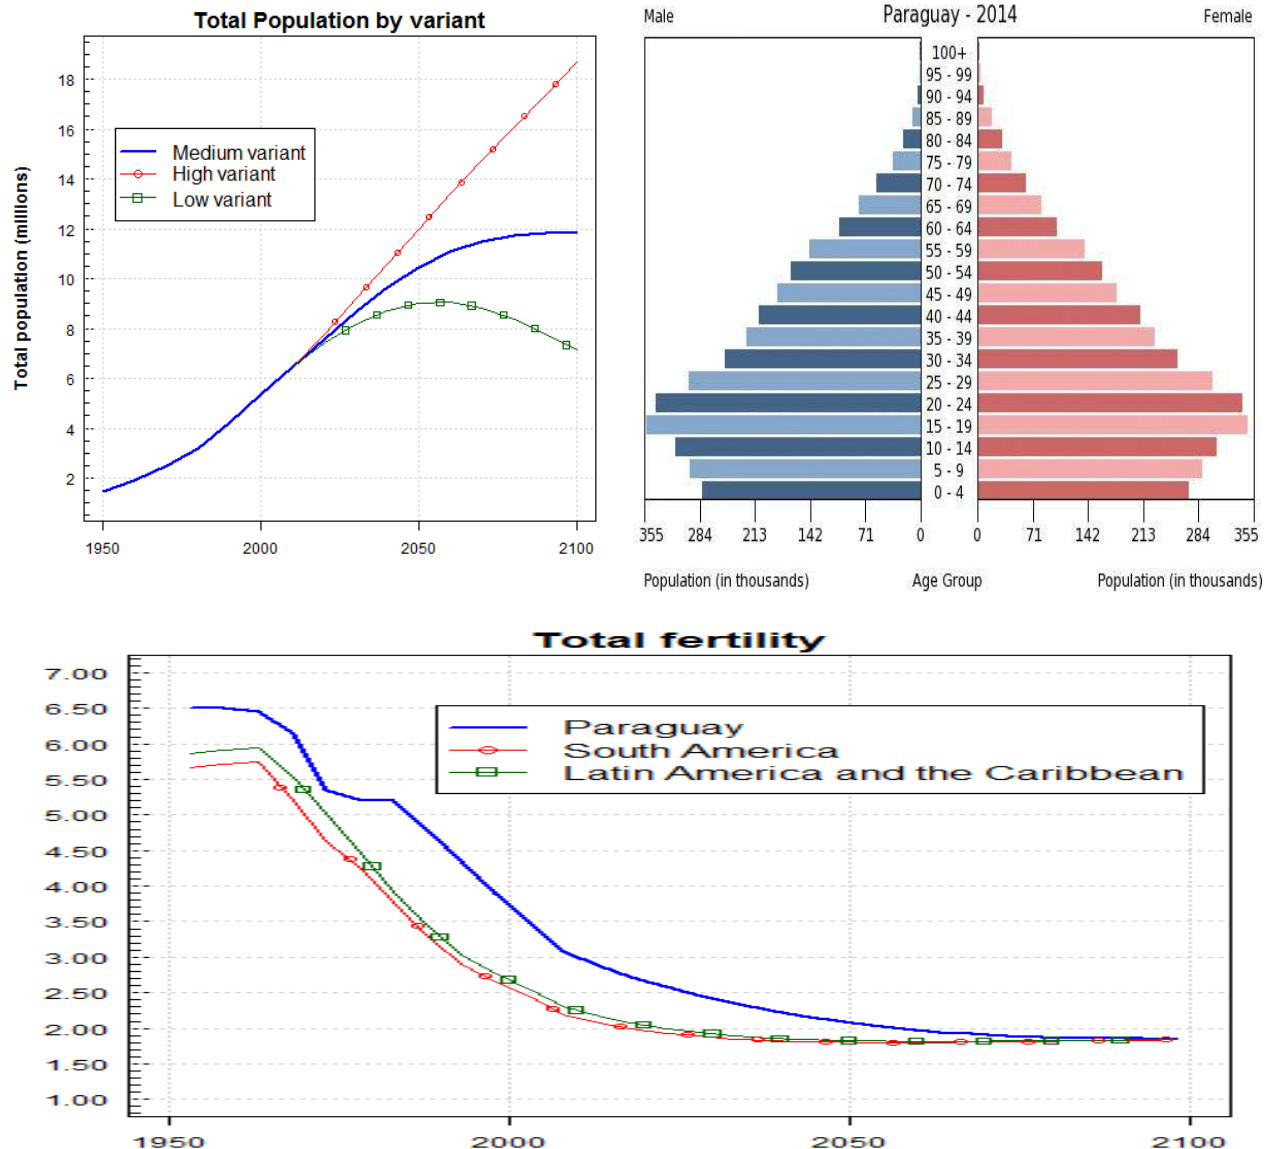 Total Population by variant
Total population (millions)
18
16
14
12
10
8
6
4
2
Medium variant
High variant
Low variant
1950 2000 2050 2100
Male Paraguay - 2014 Female
100+
95 - 99
90 - 94
85 - 89
80 - 84
75 - 79
70 - 74
65 - 69
60 - 64
55 - 59
50 - 54
45 - 49
40 - 44
35 - 39
30 - 34
25 - 29
20 - 24
15 - 19
10 - 14
5 - 9
0 - 4
355 284 213 142 71 0 0 71 142 213 284 355
Population (in thousands) Age Group Population (in thousands)
Total fertility
7.00
6.50
6.00
5.50
5.00
4.50
4.00
3.50
3.00
2.50
2.00
1.50
1.00
Paraguay
South America
Latin America and the Caribbean
1950 2000 2050 2100